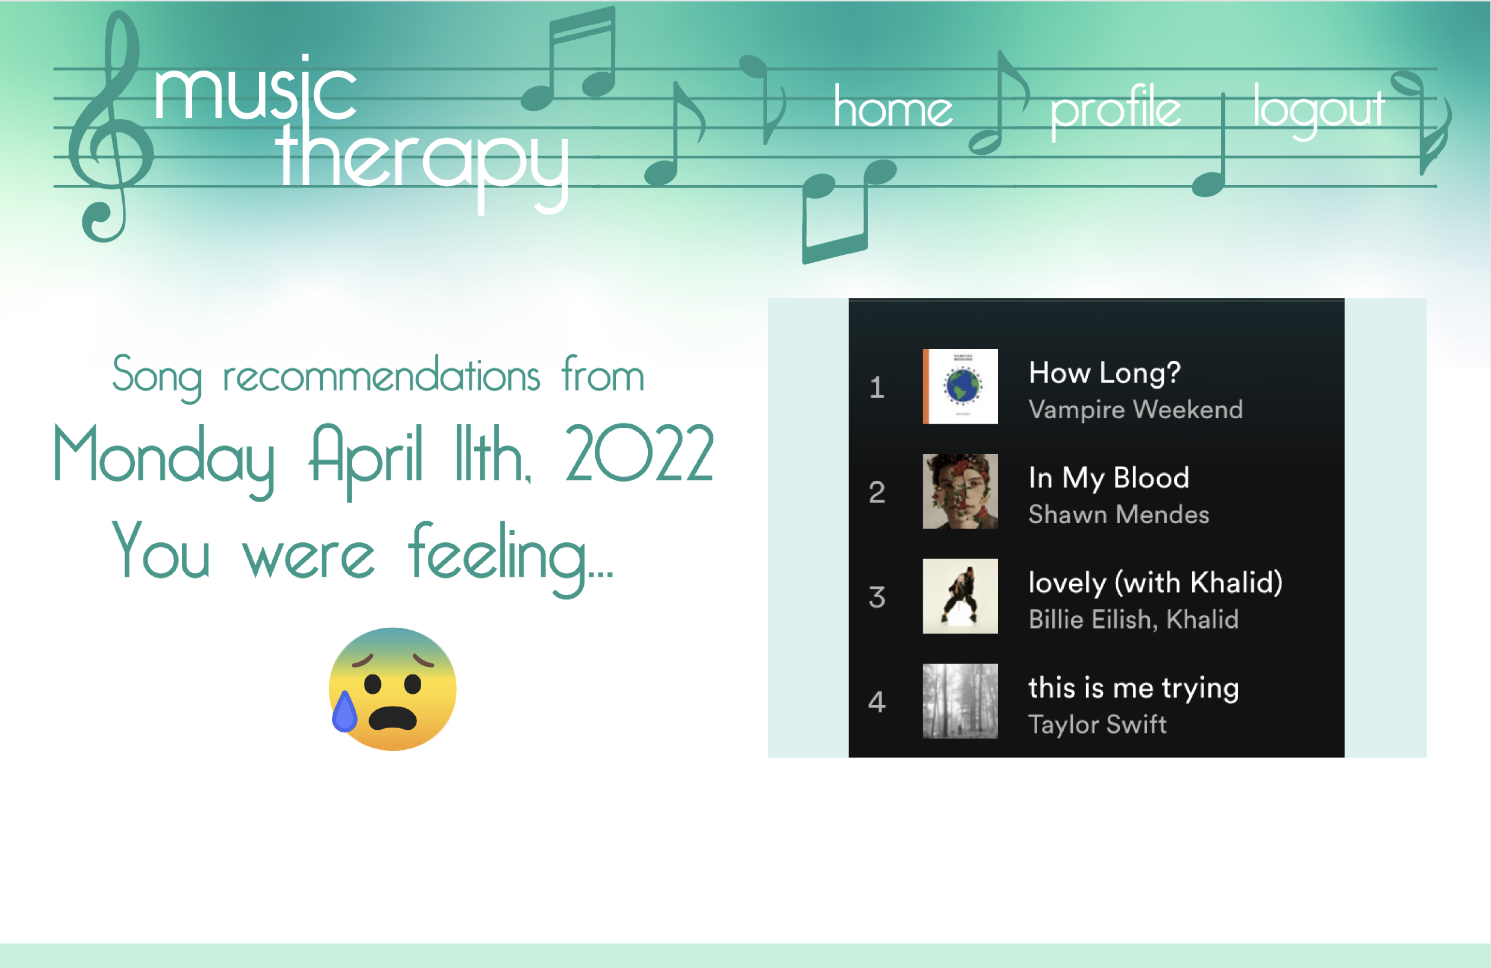 music
therapy
home profile logout
Song recommendations from
Monday April 11th, 2022
You were feeling...
1
How Long?
Vampire Weekend
2
In My Blood
Shawn Mendes
3
lovely (with Khalid)
Billie Eilish, Khalid
4
this is me trying
Taylor Swift